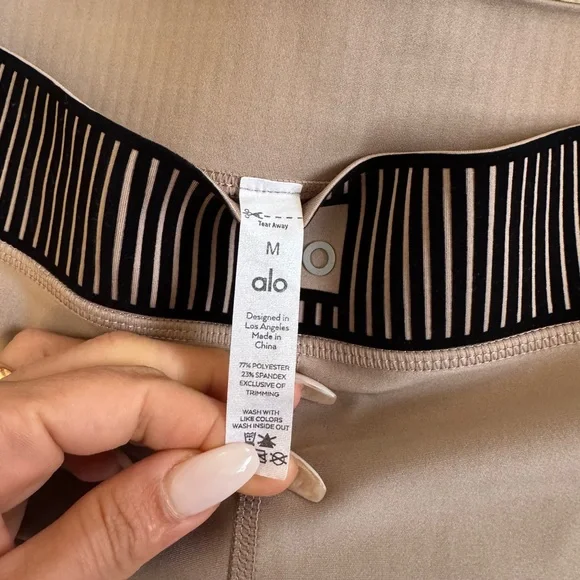 Tear Away
M
alo
Designed in
Los Angeles
Made in
China
77% POLYESTER
23% SPANDEX
EXCLUSIVE OF
TRIMMING
WASH WITH
LIKE COLORS
WASH INSIDE OUT